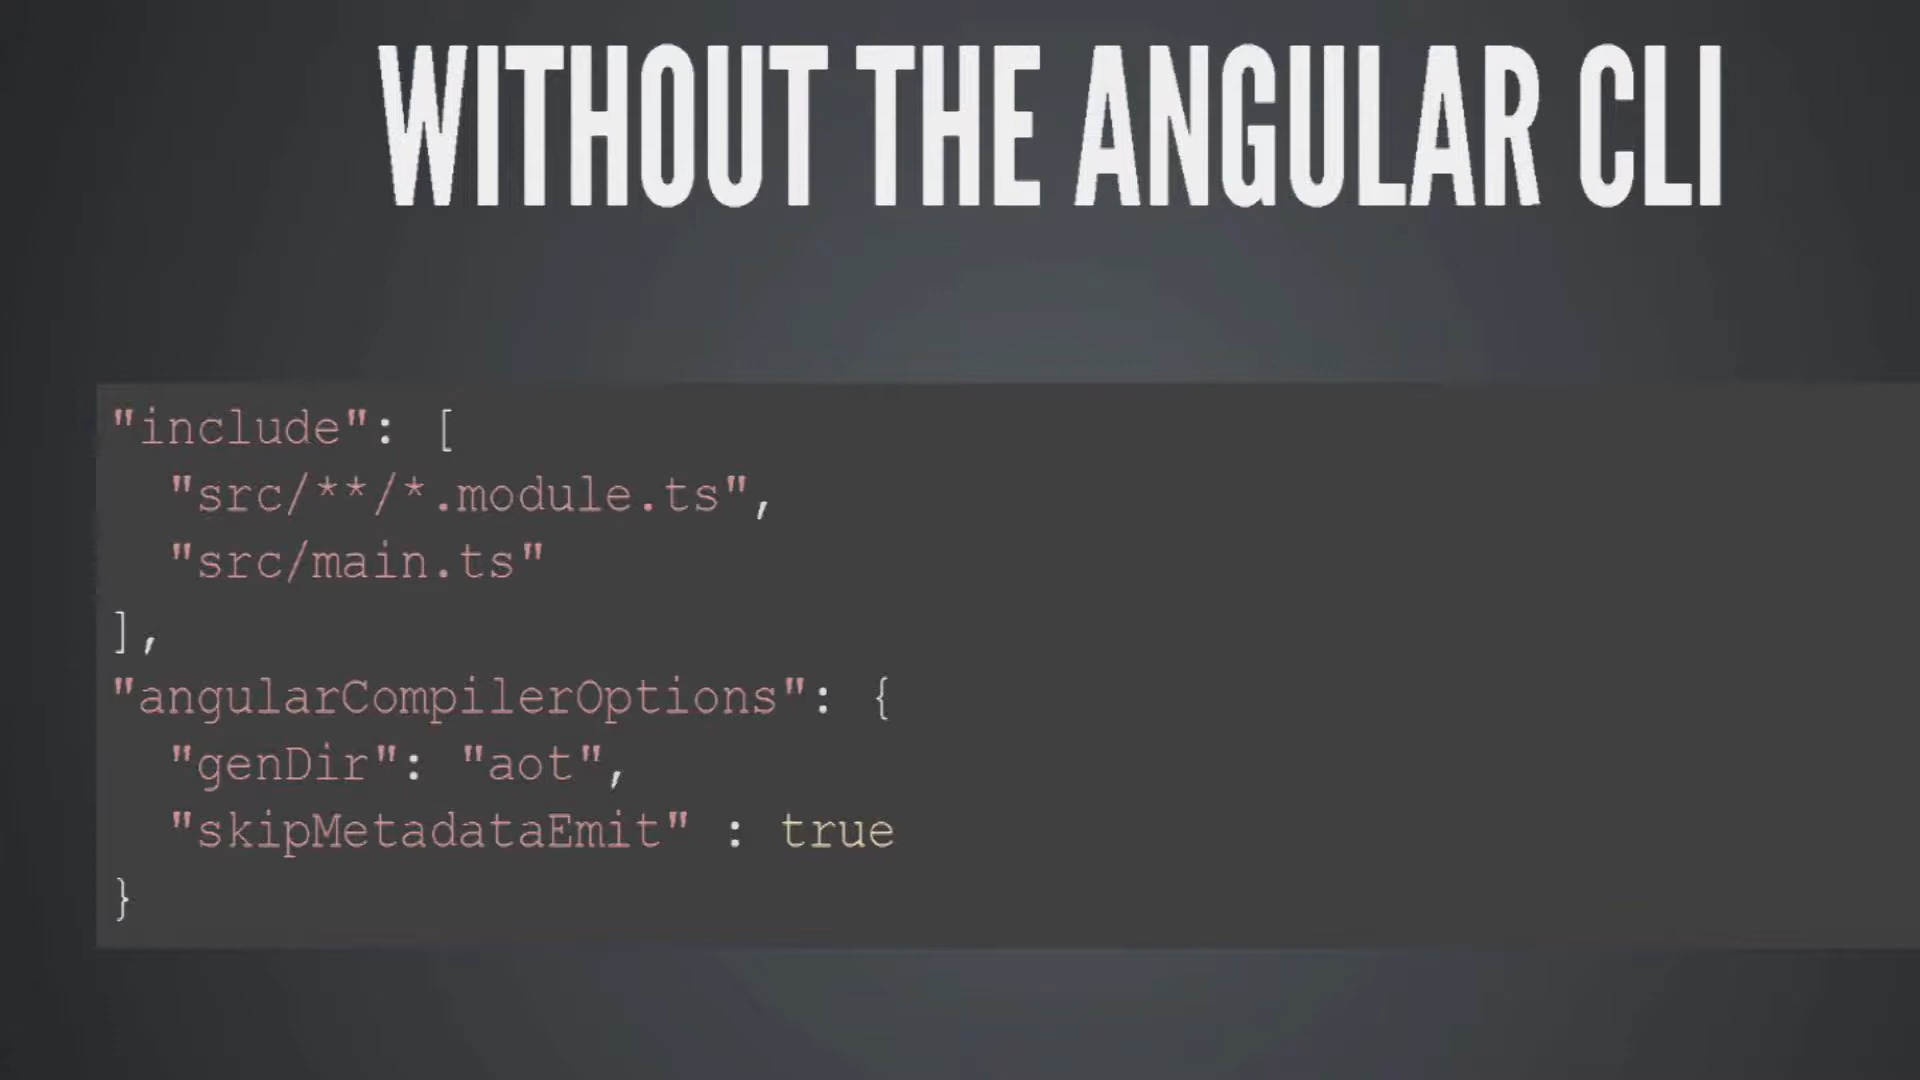 WITHOUT THE ANGULAR CLI
"include": [
  "src/**/*.module.ts",
  "src/main.ts"
],
"angularCompilerOptions": {
  "genDir": "aot",
  "skipMetadataEmit" : true
}